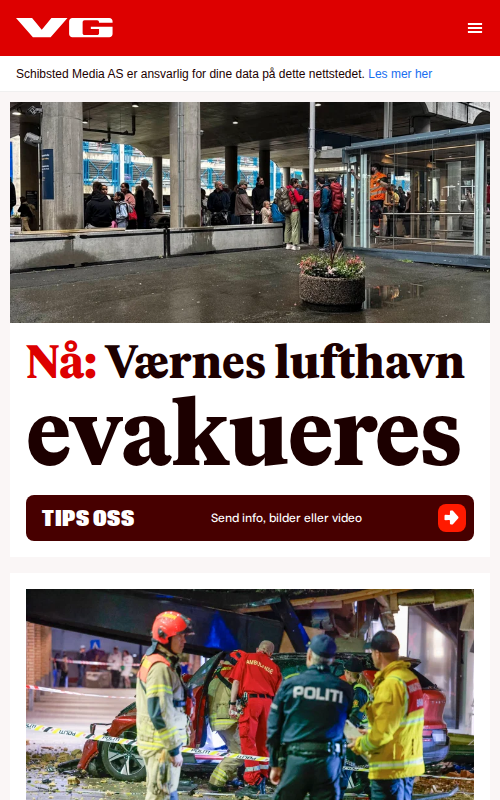 VG
Schibsted Media AS er ansvarlig for dine data på dette nettstedet. Les mer her
Nå: Værnes lufthavn
evakueres
TIPS OSS
Send info, bilder eller video
AMBULANSE
POLITI
POLITI